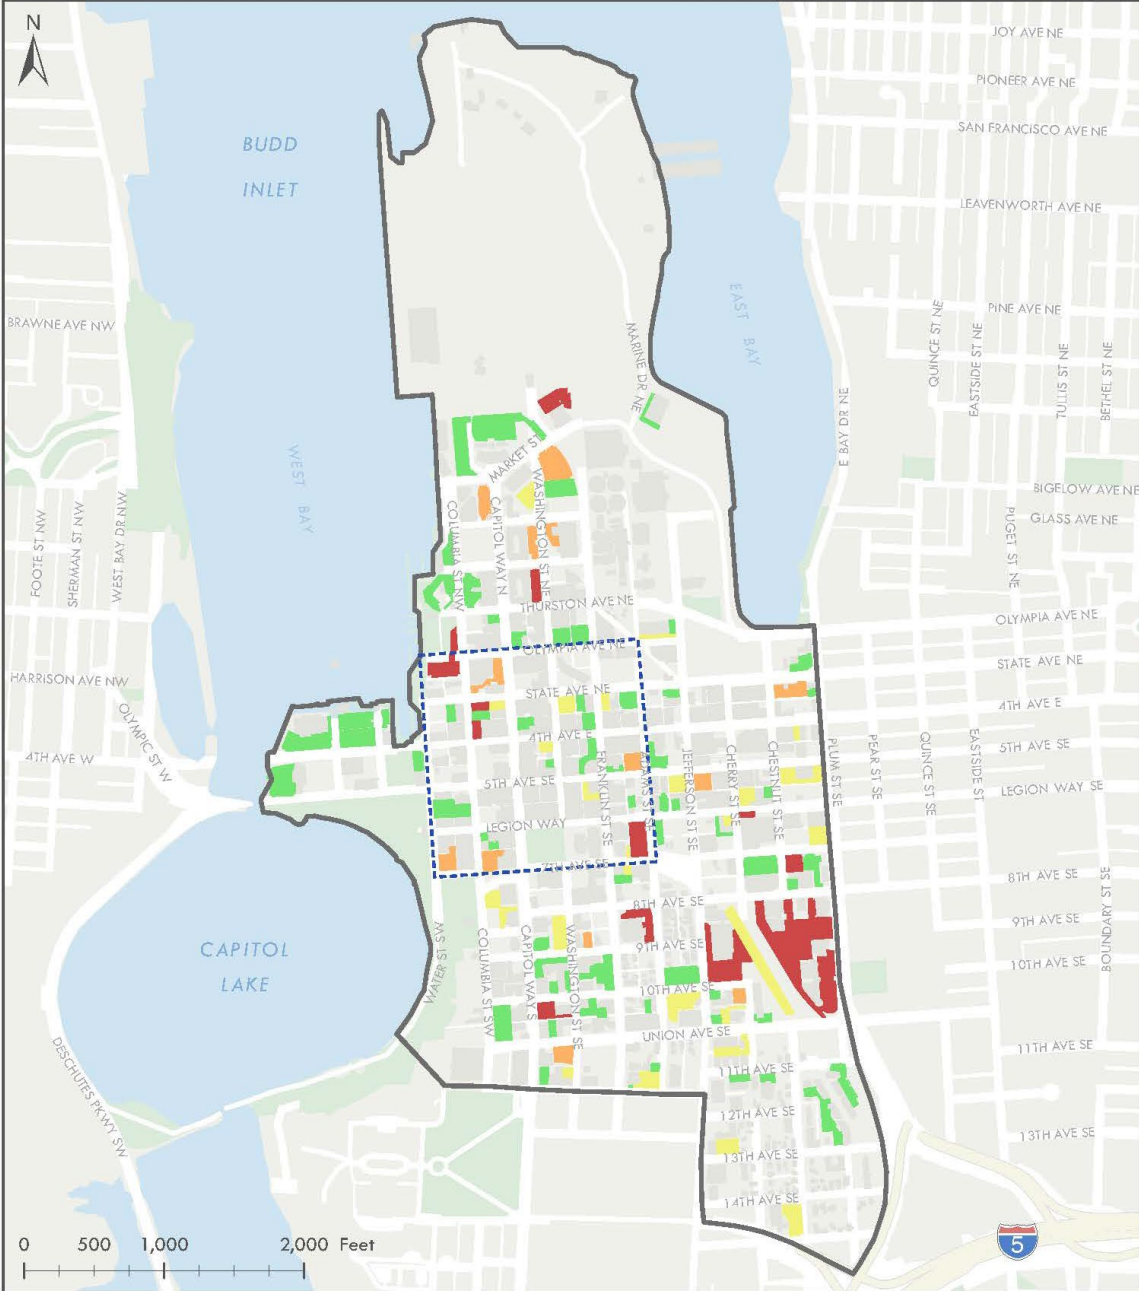 N
JOY AVE NE
PIONEER AVE NE
SAN FRANCISCO AVE NE
BUDD
INLET
LEAVENWORTH AVE NE
EAST BAY
PINE AVE NE
BRAWNE AVE NW
MARINE DR NE
QUINCE ST NE
EASTSIDE ST NE
TULLIS ST NE
BETHEL ST NE
E BAY DR NE
WEST BAY
MARKET ST
WASHINGTON ST NE
CAPITOL WAY N
COLUMBIA ST NW
BIGELOW AVE NE
GLASS AVE NE
PUGET ST NE
FOOTE ST NW
SHERMAN ST NW
WEST BAY DR NW
THURSTON AVE NE
OLYMPIA AVE NE
OLYMPIA AVE NE
STATE AVE NE
HARRISON AVE NW
STATE AVE NE
4TH AVE E
OLYMPIC ST W
4TH AVE E
5TH AVE SE
4TH AVE W
5TH AVE SE
LEGION WAY SE
FRANKLIN ST SE
ADAMS ST SE
JEFFERSON ST SE
CHERRY ST SE
CHESTNUT ST SE
PLUM ST SE
PEAR ST SE
QUINCE ST SE
EASTSIDE ST
LEGION WAY
7TH AVE SE
8TH AVE SE
8TH AVE SE
9TH AVE SE
BOUNDARY ST SE
WATER ST SW
COLUMBIA ST SW
CAPITOL WAY S
WASHINGTON ST SE
9TH AVE SE
10TH AVE SE
CAPITOL
LAKE
10TH AVE SE
UNION AVE SE
DESCHUTES PKWY SW
11TH AVE SE
11TH AVE SE
12TH AVE SE
13TH AVE SE
13TH AVE SE
14TH AVE SE
0 500 1,000 2,000 Feet
5